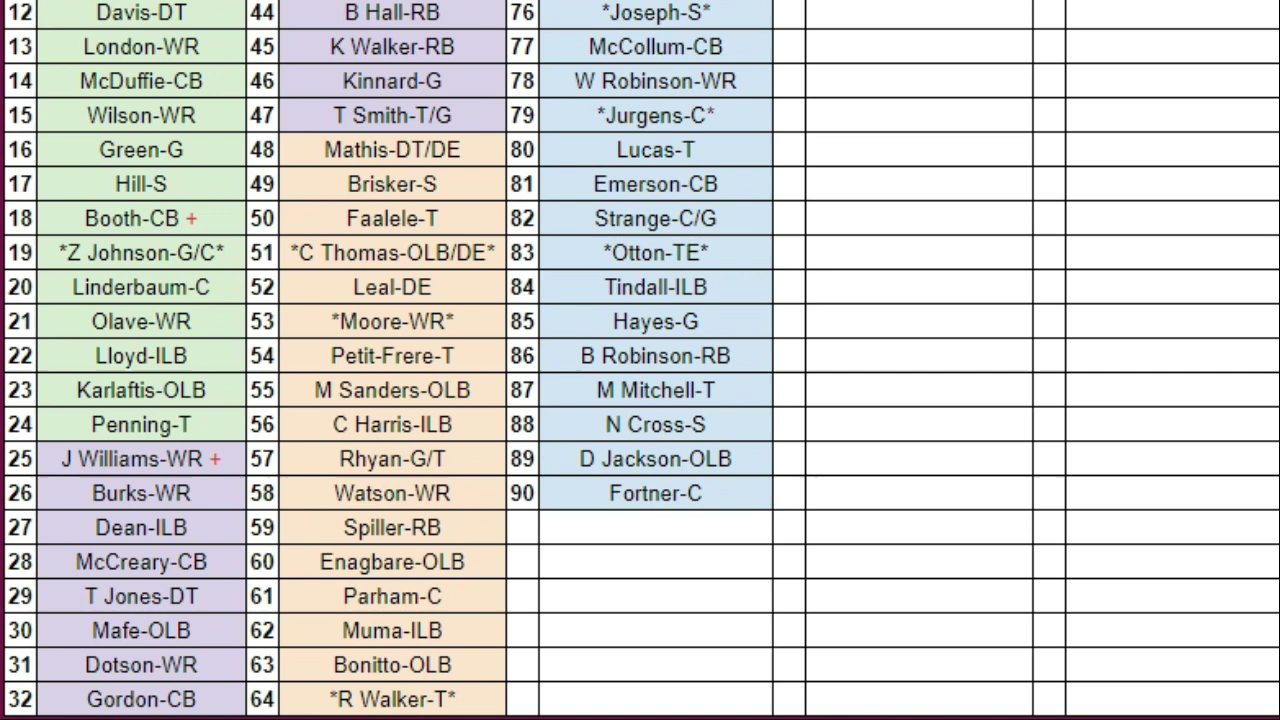 12 Davis-DT 44 B Hall-RB 76 *Joseph-S*
13 London-WR 45 K Walker-RB 77 McCollum-CB
14 McDuffie-CB 46 Kinnard-G 78 W Robinson-WR
15 Wilson-WR 47 T Smith-T/G 79 *Jurgens-C*
16 Green-G 48 Mathis-DT/DE 80 Lucas-T
17 Hill-S 49 Brisker-S 81 Emerson-CB
18 Booth-CB + 50 Faalele-T 82 Strange-C/G
19 *Z Johnson-G/C* 51 *C Thomas-OLB/DE* 83 *Otton-TE*
20 Linderbaum-C 52 Leal-DE 84 Tindall-ILB
21 Olave-WR 53 *Moore-WR* 85 Hayes-G
22 Lloyd-ILB 54 Petit-Frere-T 86 B Robinson-RB
23 Karlaftis-OLB 55 M Sanders-OLB 87 M Mitchell-T
24 Penning-T 56 C Harris-ILB 88 N Cross-S
25 J Williams-WR + 57 Rhyan-G/T 89 D Jackson-OLB
26 Burks-WR 58 Watson-WR 90 Fortner-C
27 Dean-ILB 59 Spiller-RB
28 McCreary-CB 60 Enagbare-OLB
29 T Jones-DT 61 Parham-C
30 Mafe-OLB 62 Muma-ILB
31 Dotson-WR 63 Bonitto-OLB
32 Gordon-CB 64 *R Walker-T*